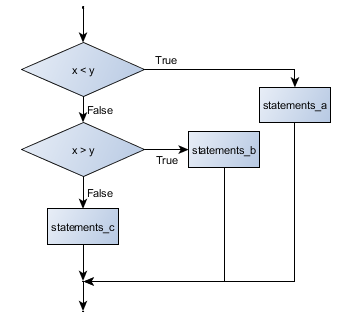 True
x < y
statements_a
False
x > y
statements_b
True
False
statements_c